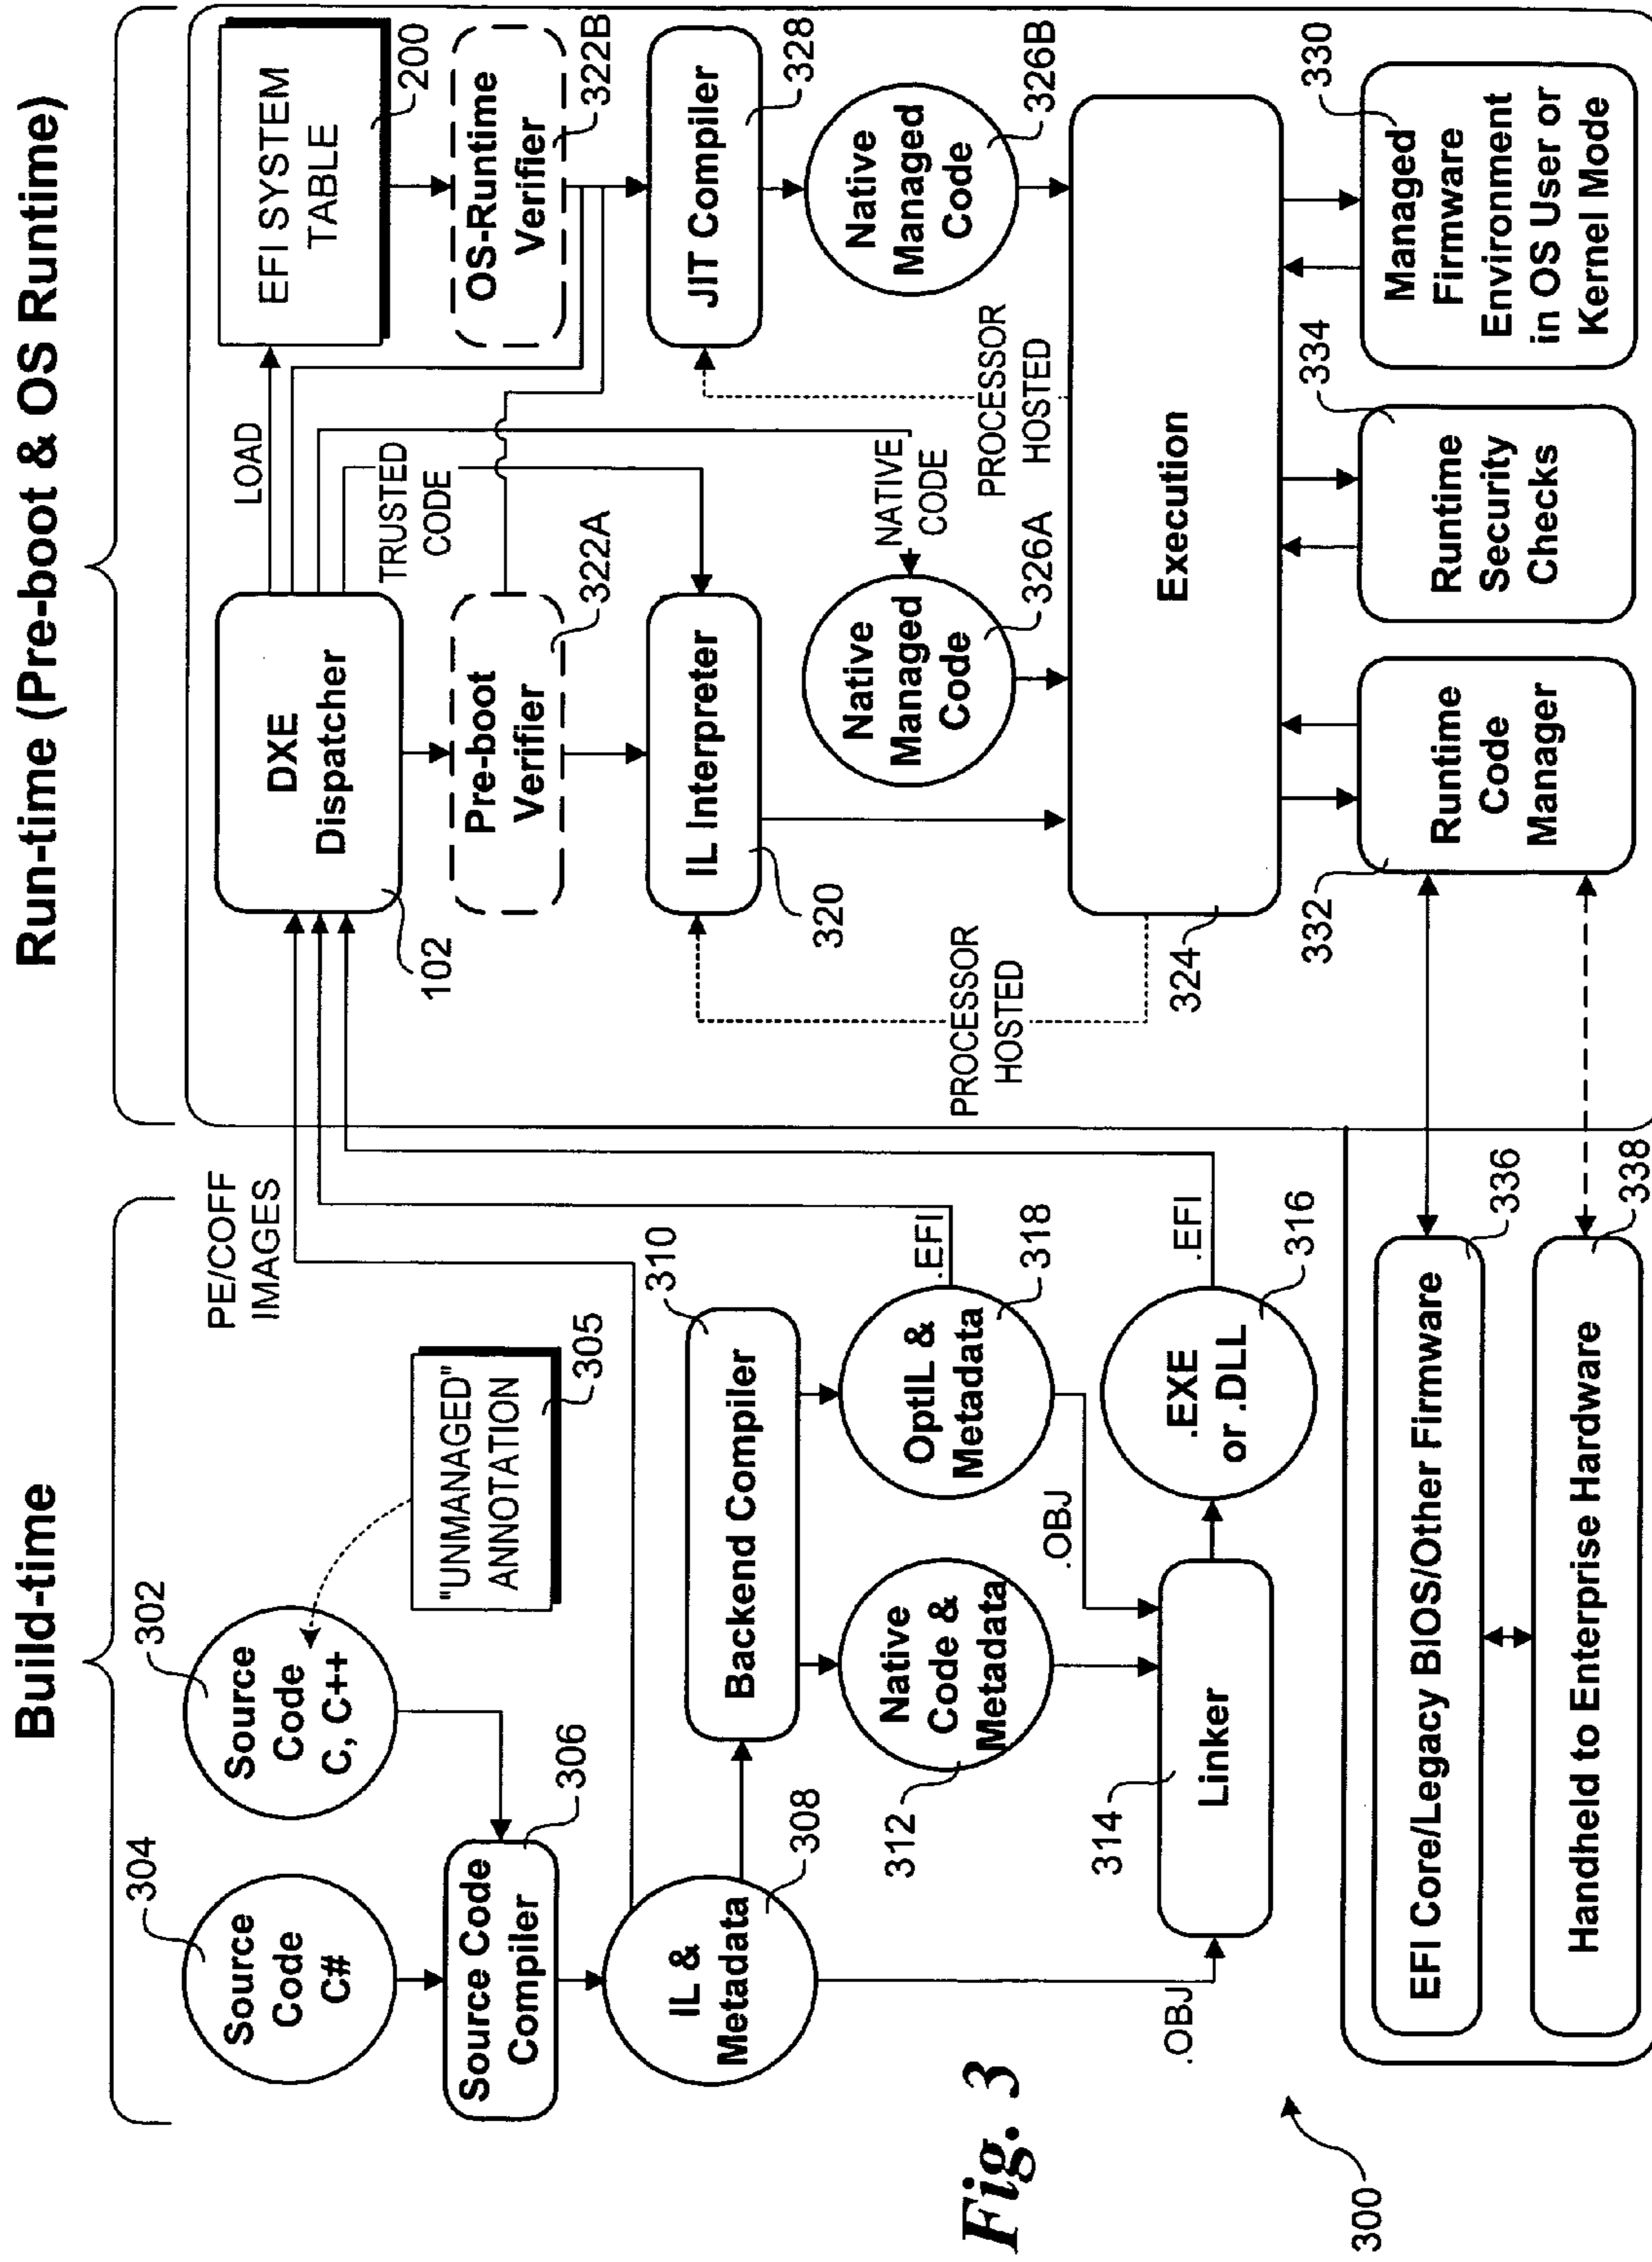 Build-time
Run-time (Pre-boot & OS Runtime)
304
Source
Code
C#
302
Source
Code
C, C++
"UNMANAGED"
ANNOTATION
305
PE/COFF
IMAGES
Source Code
Compiler
306
IL &
Metadata
308
Backend Compiler
310
Native
Code &
Metadata
312
OptIL &
Metadata
318
.EFI
.OBJ
.OBJ
Linker
314
.EXE
or .DLL
316
.EFI
EFI Core/Legacy BIOS/Other Firmware
336
Handheld to Enterprise Hardware
338
DXE
Dispatcher
102
LOAD
EFI SYSTEM
TABLE
200
TRUSTED
CODE
Pre-boot
Verifier
322A
OS-Runtime
Verifier
322B
IL Interpreter
320
JIT Compiler
328
NATIVE
CODE
Native
Managed
Code
326A
Native
Managed
Code
326B
PROCESSOR
HOSTED
PROCESSOR
HOSTED
Execution
324
Runtime
Code
Manager
332
Runtime
Security
Checks
334
Managed
Firmware
Environment
in OS User or
Kernel Mode
330
Fig. 3
300